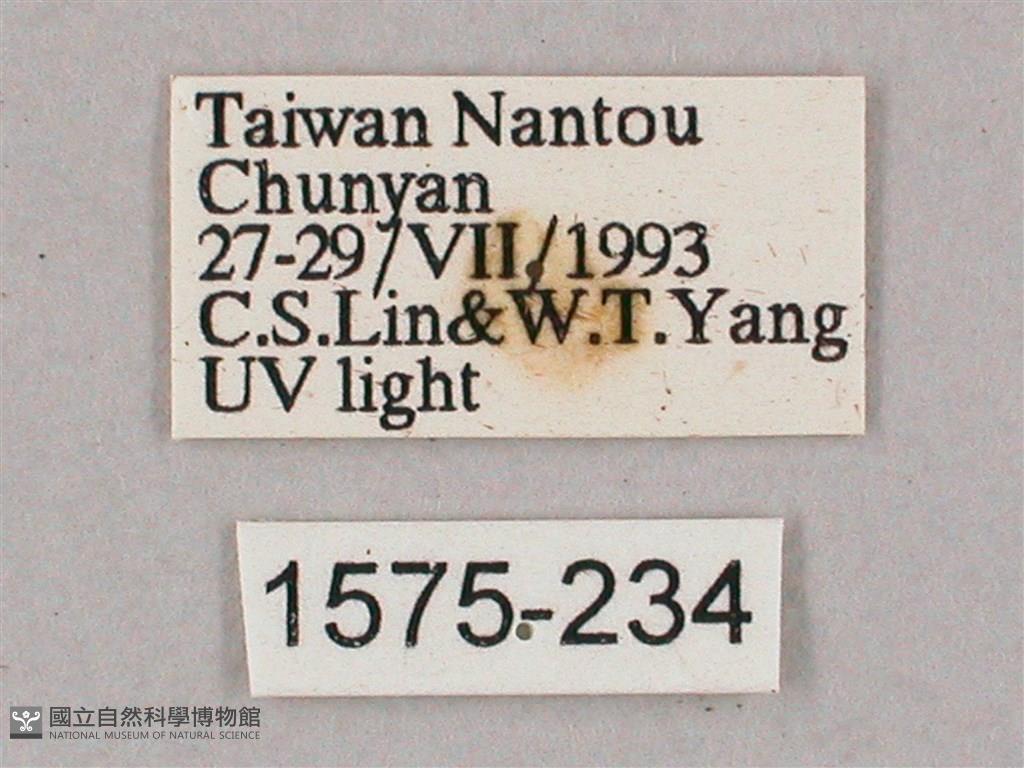 Taiwan Nantou
Chunyan
27-29/VII/1993
C.S.Lin&W.T.Yang
UV light
1575-234
國立自然科學博物館
NATIONAL MUSEUM OF NATURAL SCIENCE